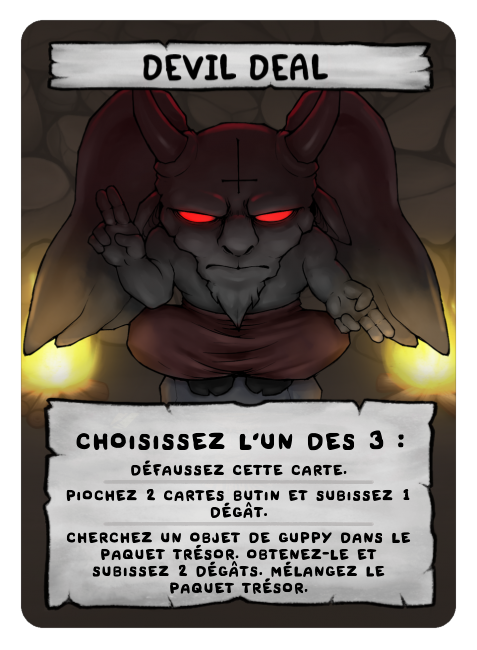 DEVIL DEAL
CHOISISSEZ L'UN DES 3 :
DÉFAUSSEZ CETTE CARTE.
PIOCHEZ 2 CARTES BUTIN ET SUBISSEZ 1
DÉGÂT.
CHERCHEZ UN OBJET DE GUPPY DANS LE
PAQUET TRÉSOR. OBTENEZ-LE ET
SUBISSEZ 2 DÉGÂTS. MÉLANGEZ LE
PAQUET TRÉSOR.